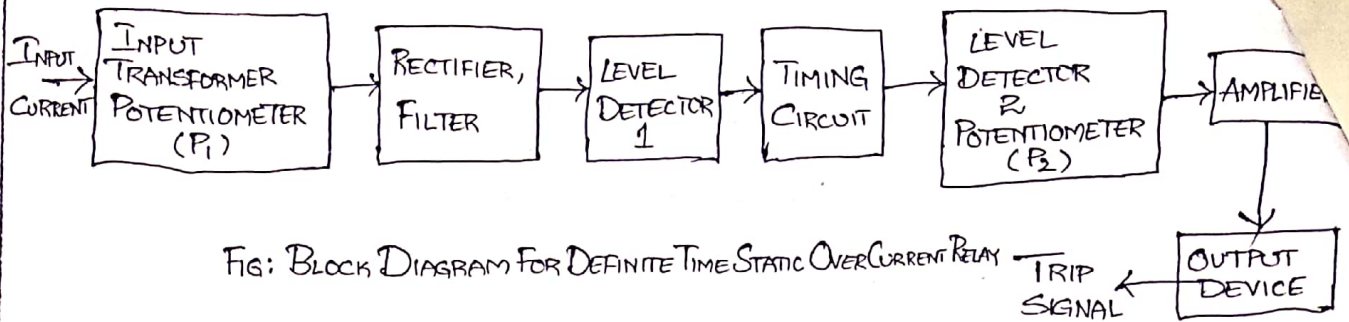 INPUT
CURRENT
INPUT
TRANSFORMER
POTENTIOMETER
(P1)
RECTIFIER,
FILTER
LEVEL
DETECTOR
1
TIMING
CIRCUIT
LEVEL
DETECTOR
2
POTENTIOMETER
(P2)
AMPLIFIE
OUTPUT
DEVICE
TRIP
SIGNAL
FIG: BLOCK DIAGRAM FOR DEFINITE TIME STATIC OVERCURRENT RELAY